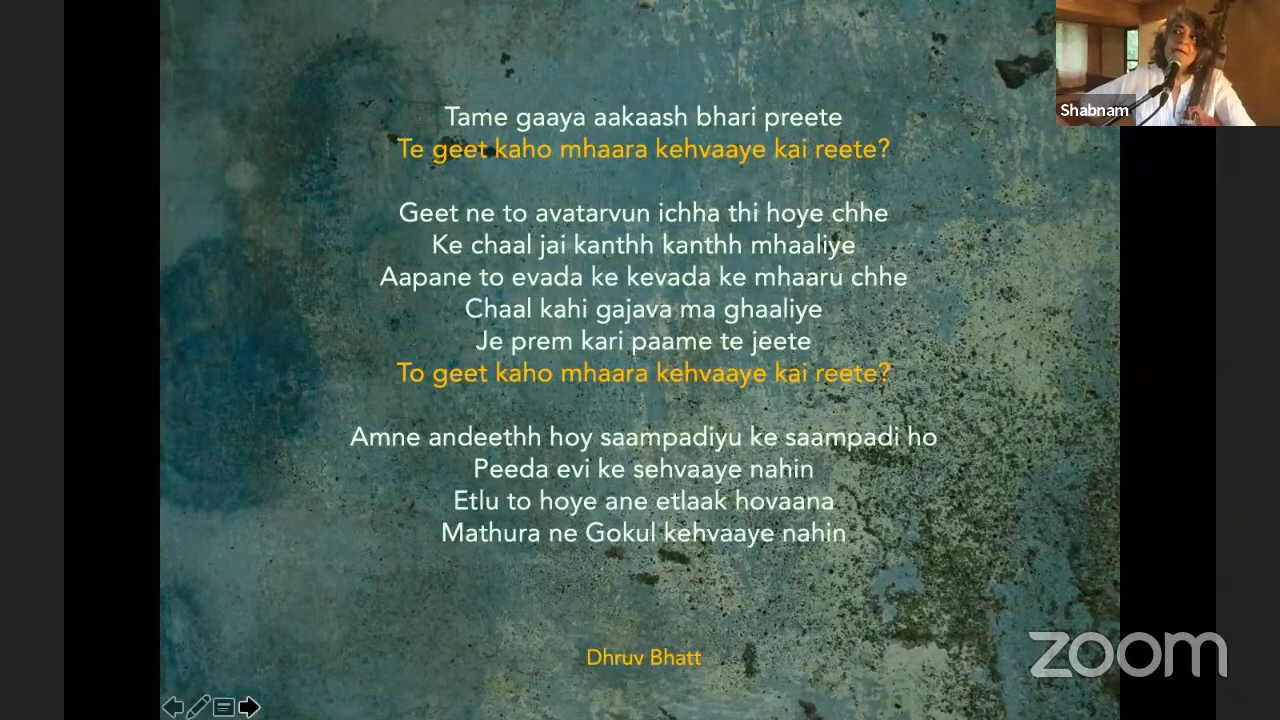 Shabnam
Tame gaaya aakaash bhari preete
Te geet kaho mhaara kehvaaye kai reete?
Geet ne to avatarvun ichha thi hoye chhe
Ke chaal jai kanthh kanthh mhaaliye
Aapane to evada ke kevada ke mhaaru chhe
Chaal kahi gajava ma ghaaliye
Je prem kari paame te jeete
To geet kaho mhaara kehvaaye kai reete?
Amne andeethh hoy saampadiyu ke saampadi ho
Peeda evi ke sehvaaye nahin
Etlu to hoye ane etlaak hovaana
Mathura ne Gokul kehvaaye nahin
Dhruv Bhatt
zoom